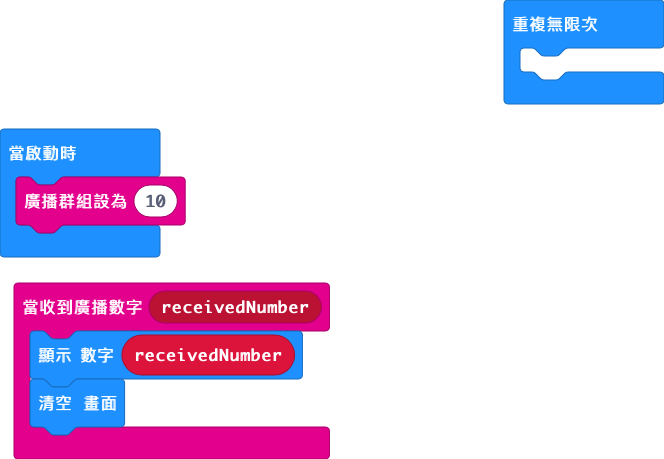 重複無限次
當啟動時
廣播群組設為 10
當收到廣播數字 receivedNumber
顯示 數字 receivedNumber
清空 畫面